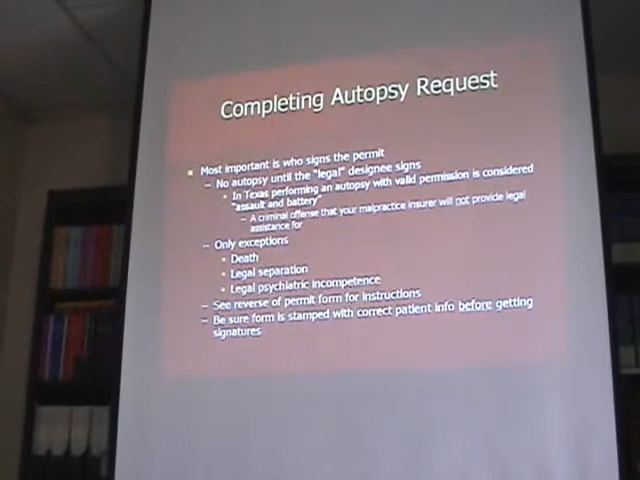 Completing Autopsy Request
Most important is who signs the permit
– No autopsy until the "legal" designee signs
• In Texas performing an autopsy with valid permission is considered
"assault and battery"
– A criminal offense that your malpractice insurer will not provide legal
assistance for
– Only exceptions
• Death
• Legal separation
• Legal psychiatric incompetence
– See reverse of permit form for instructions
– Be sure form is stamped with correct patient info before getting
signatures